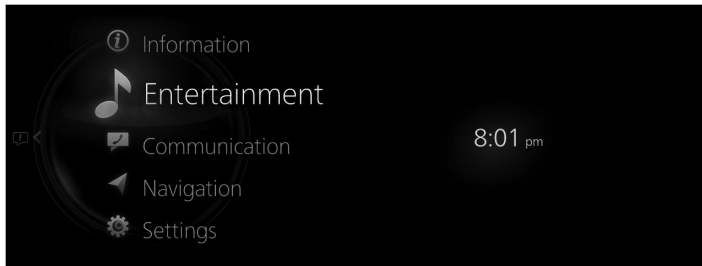 Information
Entertainment
Communication
8:01 pm
Navigation
Settings